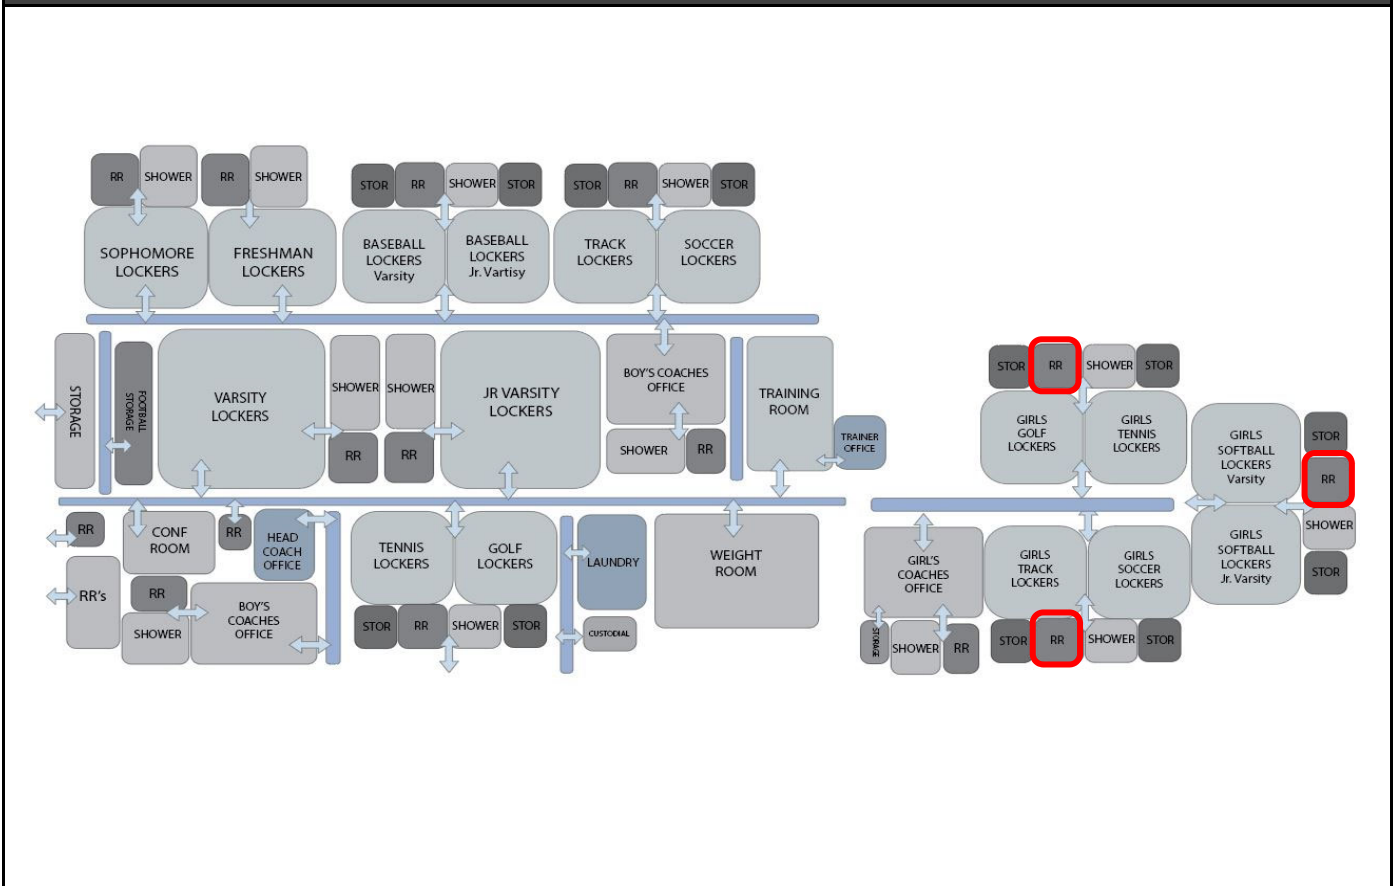 RR
SHOWER
RR
SHOWER
STOR
RR
SHOWER
STOR
STOR
RR
SHOWER
STOR
SOPHOMORE
LOCKERS
FRESHMAN
LOCKERS
BASEBALL
LOCKERS
Varsity
BASEBALL
LOCKERS
Jr. Vartisy
TRACK
LOCKERS
SOCCER
LOCKERS
STORAGE
FOOTBALL
STORAGE
VARSITY
LOCKERS
SHOWER
RR
SHOWER
RR
JR VARSITY
LOCKERS
BOY'S COACHES
OFFICE
SHOWER
RR
TRAINING
ROOM
TRAINER
OFFICE
RR
CONF
ROOM
RR
HEAD
COACH
OFFICE
RR's
RR
SHOWER
BOY'S
COACHES
OFFICE
TENNIS
LOCKERS
GOLF
LOCKERS
STOR
RR
SHOWER
STOR
LAUNDRY
CUSTODIAL
WEIGHT
ROOM
STOR
RR
SHOWER
STOR
GIRLS
GOLF
LOCKERS
GIRLS
TENNIS
LOCKERS
GIRLS
SOFTBALL
LOCKERS
Varsity
STOR
RR
SHOWER
STOR
GIRLS
SOFTBALL
LOCKERS
Jr. Varsity
GIRL'S
COACHES
OFFICE
GIRLS
TRACK
LOCKERS
GIRLS
SOCCER
LOCKERS
STORAGE
SHOWER
RR
STOR
RR
SHOWER
STOR